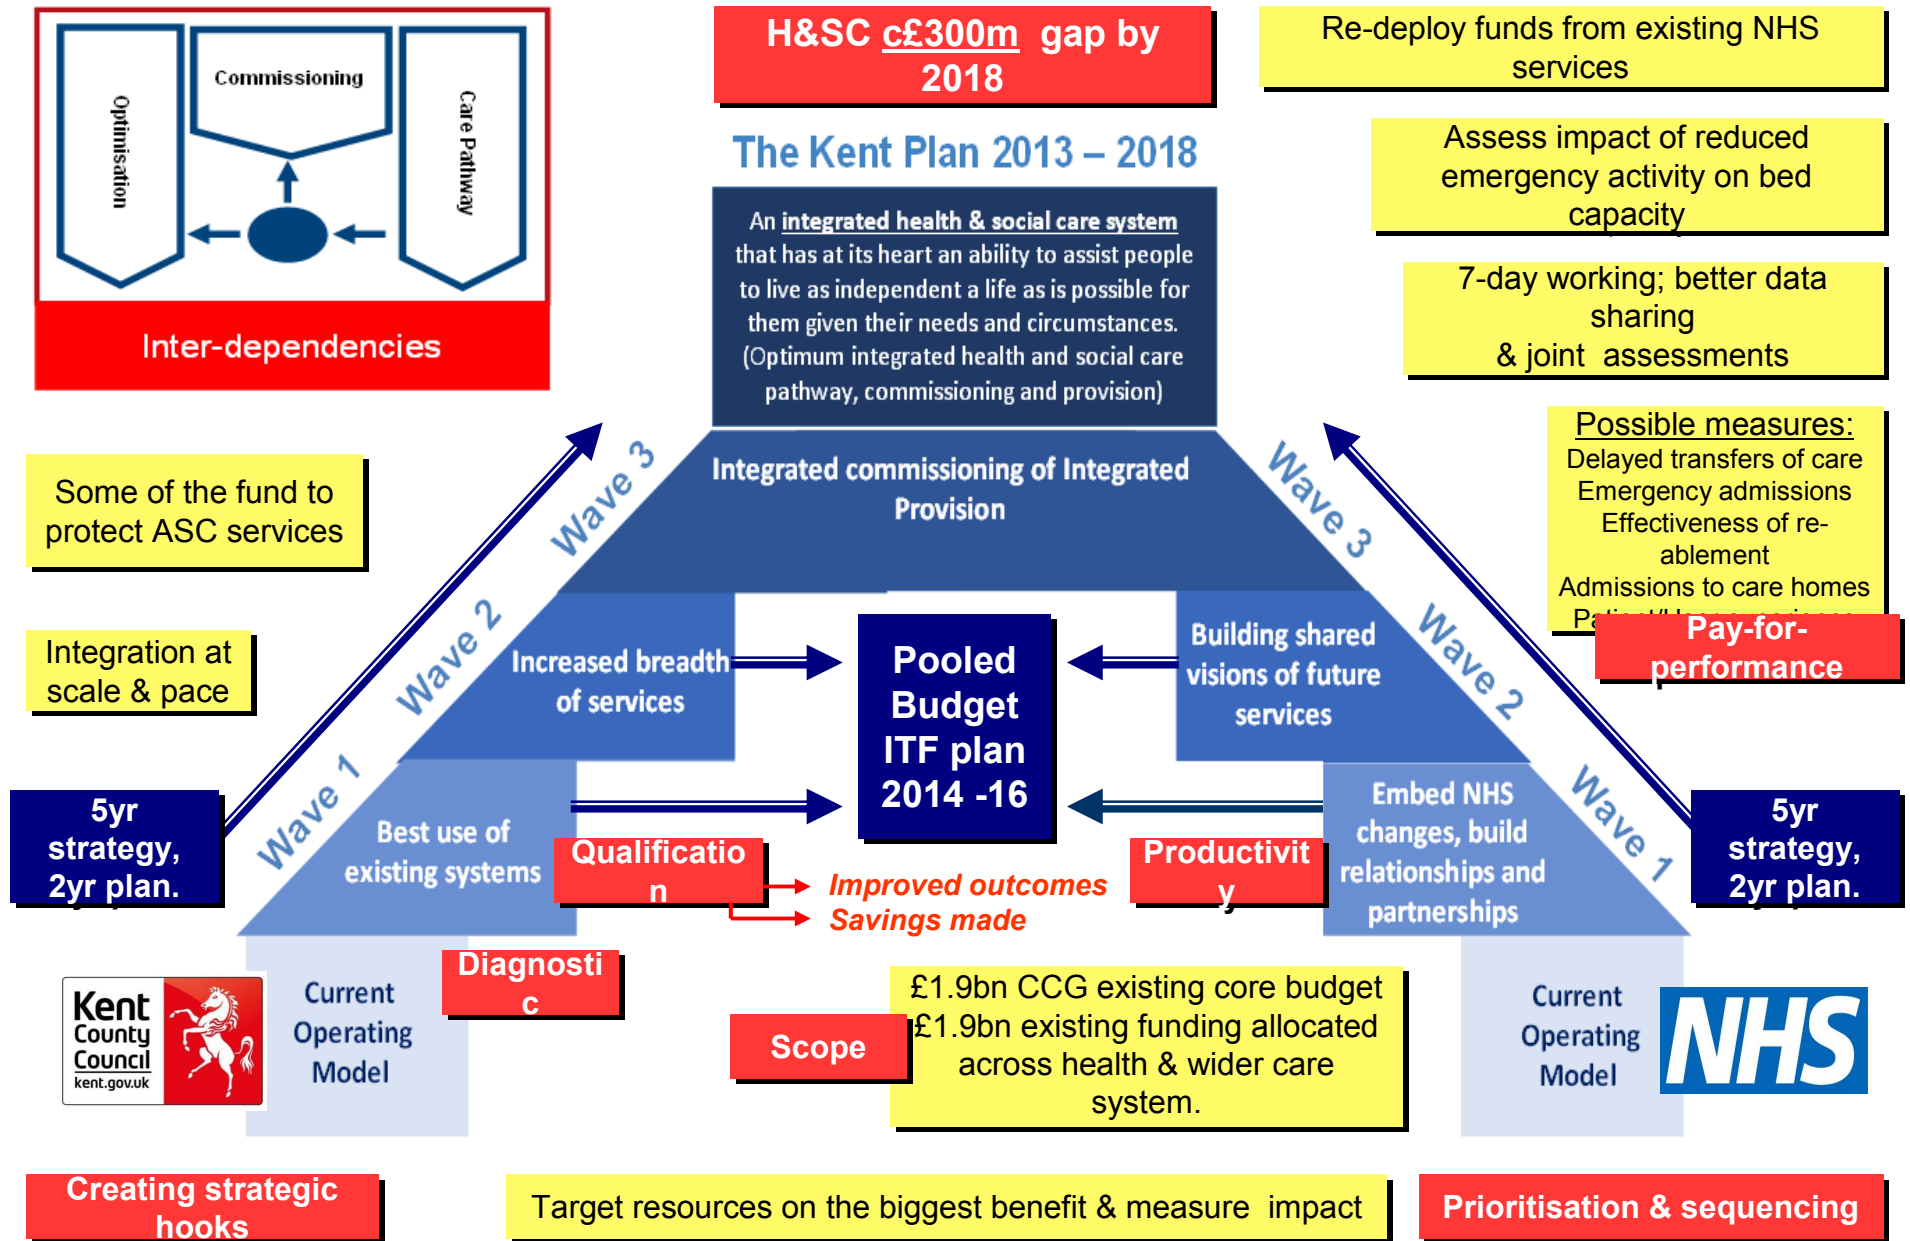 Optimisation
Commissioning
Care Pathway
Inter-dependencies
H&SC c£300m gap by
2018
Re-deploy funds from existing NHS
services
Assess impact of reduced
emergency activity on bed
capacity
7-day working; better data
sharing
& joint assessments
Possible measures:
Delayed transfers of care
Emergency admissions
Effectiveness of re-
ablement
Admissions to care homes
Pay-for-
performance
The Kent Plan 2013 – 2018
An integrated health & social care system
that has at its heart an ability to assist people
to live as independent a life as is possible for
them given their needs and circumstances.
(Optimum integrated health and social care
pathway, commissioning and provision)
Some of the fund to
protect ASC services
Integration at
scale & pace
Wave 3
Wave 2
Wave 1
Integrated commissioning of Integrated
Provision
Wave 3
Wave 2
Wave 1
Increased breadth
of services
Pooled
Budget
ITF plan
2014 -16
Building shared
visions of future
services
5yr
strategy,
2yr plan.
Best use of
existing systems
Qualificatio
n
Improved outcomes
Savings made
Productivit
y
Embed NHS
changes, build
relationships and
partnerships
5yr
strategy,
2yr plan.
Kent
County
Council
kent.gov.uk
Current
Operating
Model
Diagnosti
c
Scope
£1.9bn CCG existing core budget
£1.9bn existing funding allocated
across health & wider care
system.
Current
Operating
Model
NHS
Creating strategic
hooks
Target resources on the biggest benefit & measure impact
Prioritisation & sequencing